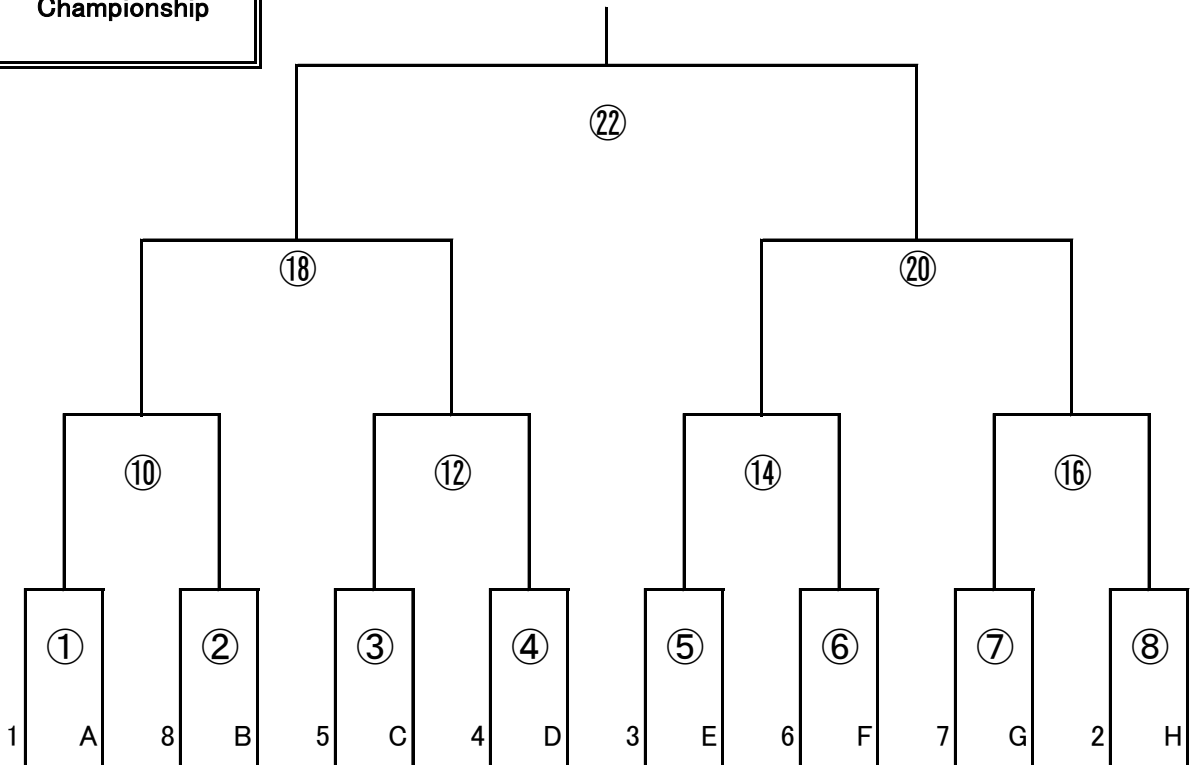 Championship
㉒
⑱ ⑳
⑩ ⑫ ⑭ ⑯
① ② ③ ④ ⑤ ⑥ ⑦ ⑧
1 A 8 B 5 C 4 D 3 E 6 F 7 G 2 H